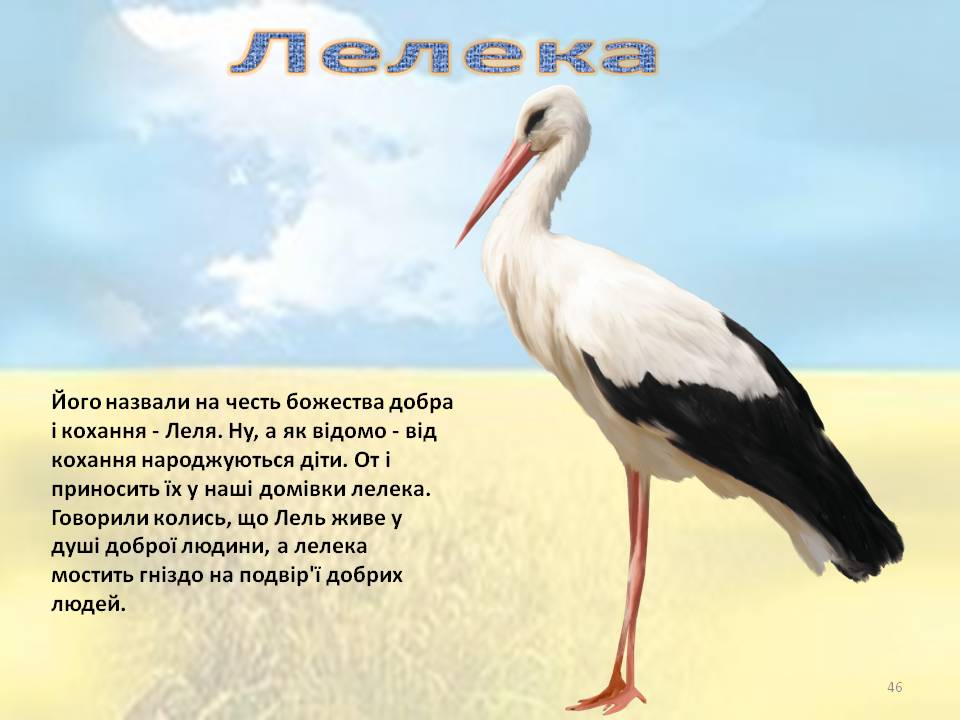 Лелека
Його назвали на честь божества добра
і кохання - Леля. Ну, а як відомо - від
кохання народжуються діти. От і
приносить їх у наші домівки лелека.
Говорили колись, що Лель живе у
душі доброї людини, а лелека
мостить гніздо на подвір'ї добрих
людей.
46